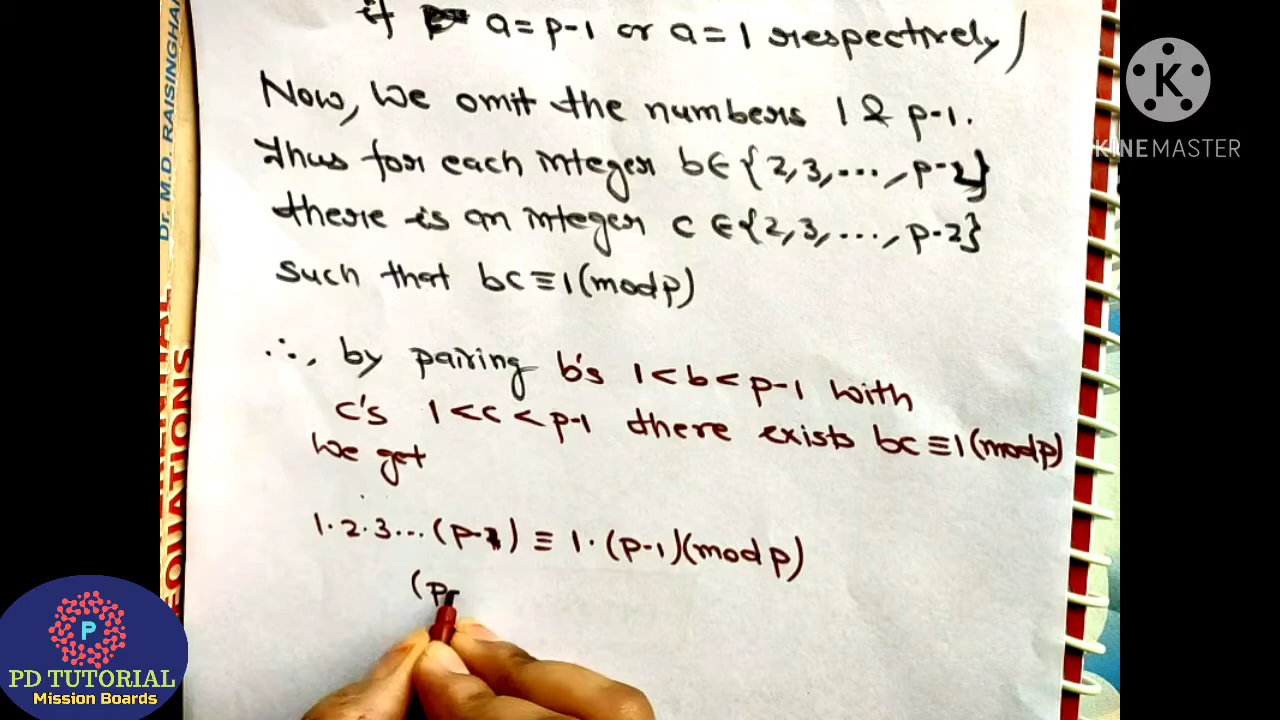 if a=p-1 or a=1 respectively)
Now, we omit the numbers 1 & p-1.
Thus for each integer b∈{2,3,...,p-2}
there is an integer c∈{2,3,...,p-2}
such that bc≡1(mod p)
∴, by pairing b's 1<b<p-1 with
c's 1<c<p-1 there exists bc≡1(mod p)
we get
1·2·3...(p-1)≡1·(p-1)(mod p)
(p-
KINEMASTER
K
Dr. M.D. RAISINGHAN
EQUATIONS
P
PD TUTORIAL
Mission Boards